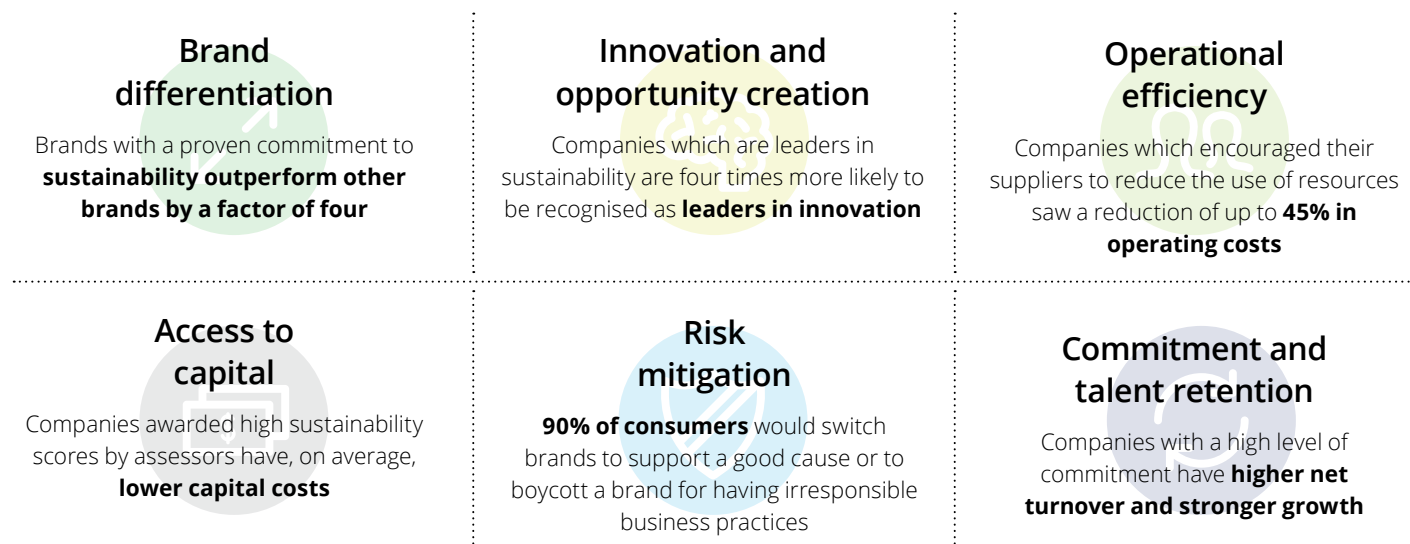 Brand
differentiation
Brands with a proven commitment to
sustainability outperform other
brands by a factor of four
Innovation and
opportunity creation
Companies which are leaders in
sustainability are four times more likely to
be recognised as leaders in innovation
Operational
efficiency
Companies which encouraged their
suppliers to reduce the use of resources
saw a reduction of up to 45% in
operating costs
Access to
capital
Companies awarded high sustainability
scores by assessors have, on average,
lower capital costs
Risk
mitigation
90% of consumers would switch
brands to support a good cause or to
boycott a brand for having irresponsible
business practices
Commitment and
talent retention
Companies with a high level of
commitment have higher net
turnover and stronger growth